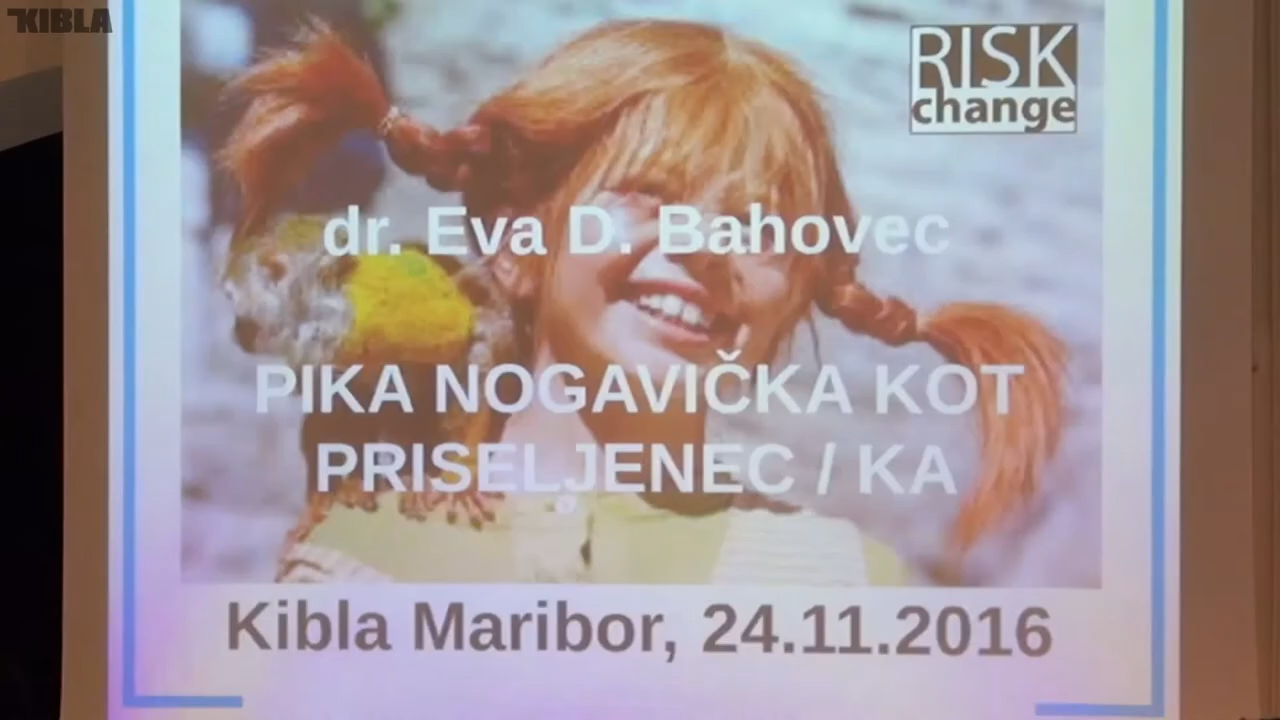 KIBLA
RISK
change
dr. Eva D. Bahovec
PIKA NOGAVIČKA KOT
PRISELJENEC / KA
Kibla Maribor, 24.11.2016